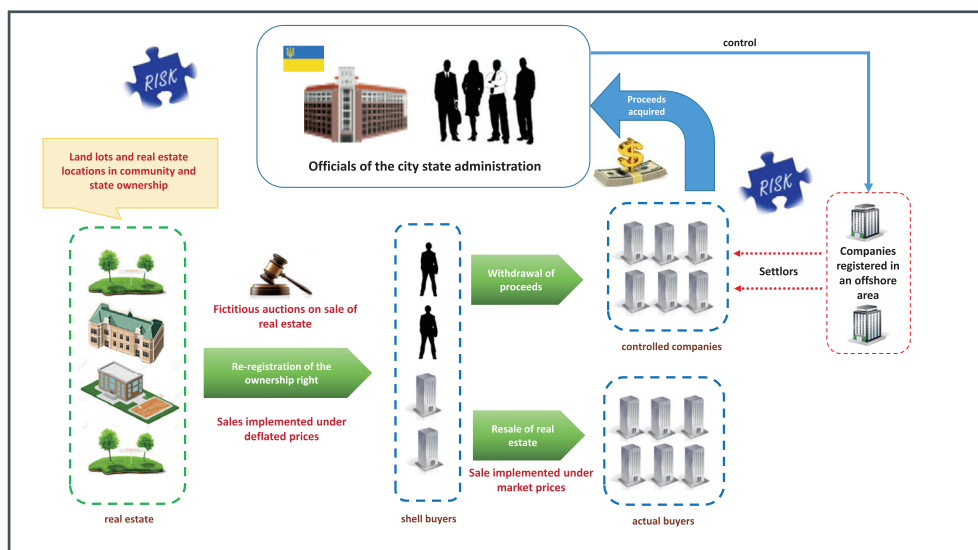 control
RISK
Proceeds
acquired
Officials of the city state administration
Land lots and real estate
locations in community and
state ownership
$
RISK
Companies
registered in
an offshore
area
Withdrawal of
proceeds
Settlors
Fictitious auctions on sale of
real estate
controlled companies
Re-registration of the
ownership right
Sales implemented under
deflated prices
Resale of real
estate
Sale implemented under
market prices
real estate
shell buyers
actual buyers